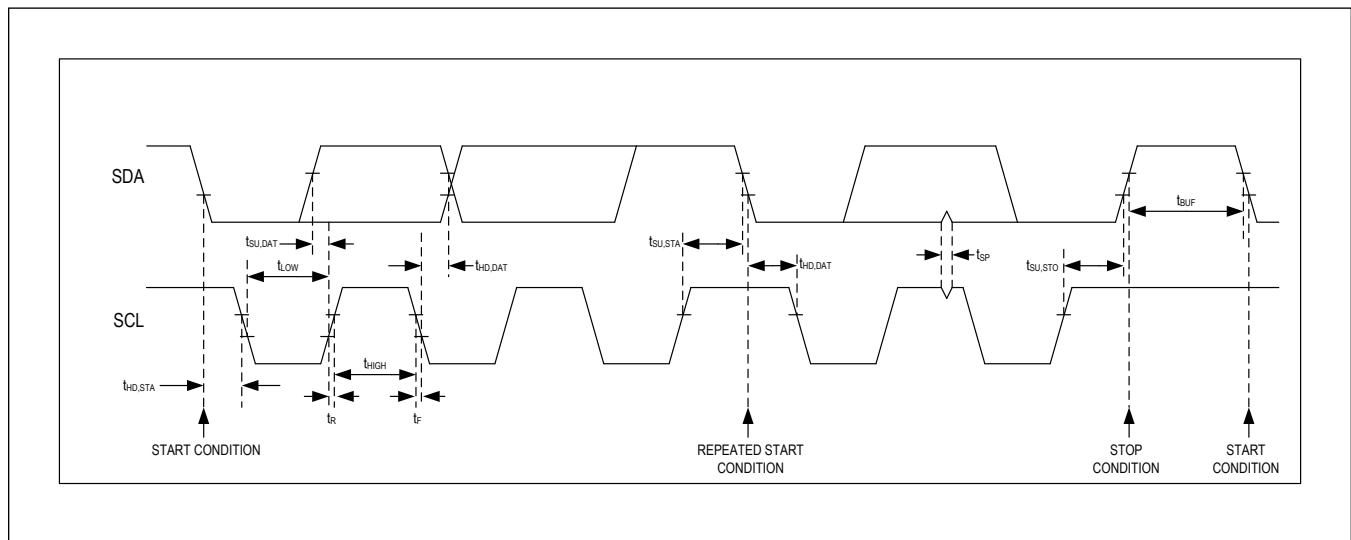 SDA
tSU,DAT
tLOW
tHD,DAT
tSU,STA
tHD,DAT
tSP
tSU,STO
tBUF
SCL
tHD,STA
tR
tHIGH
tF
START CONDITION
REPEATED START
CONDITION
STOP
CONDITION
START
CONDITION